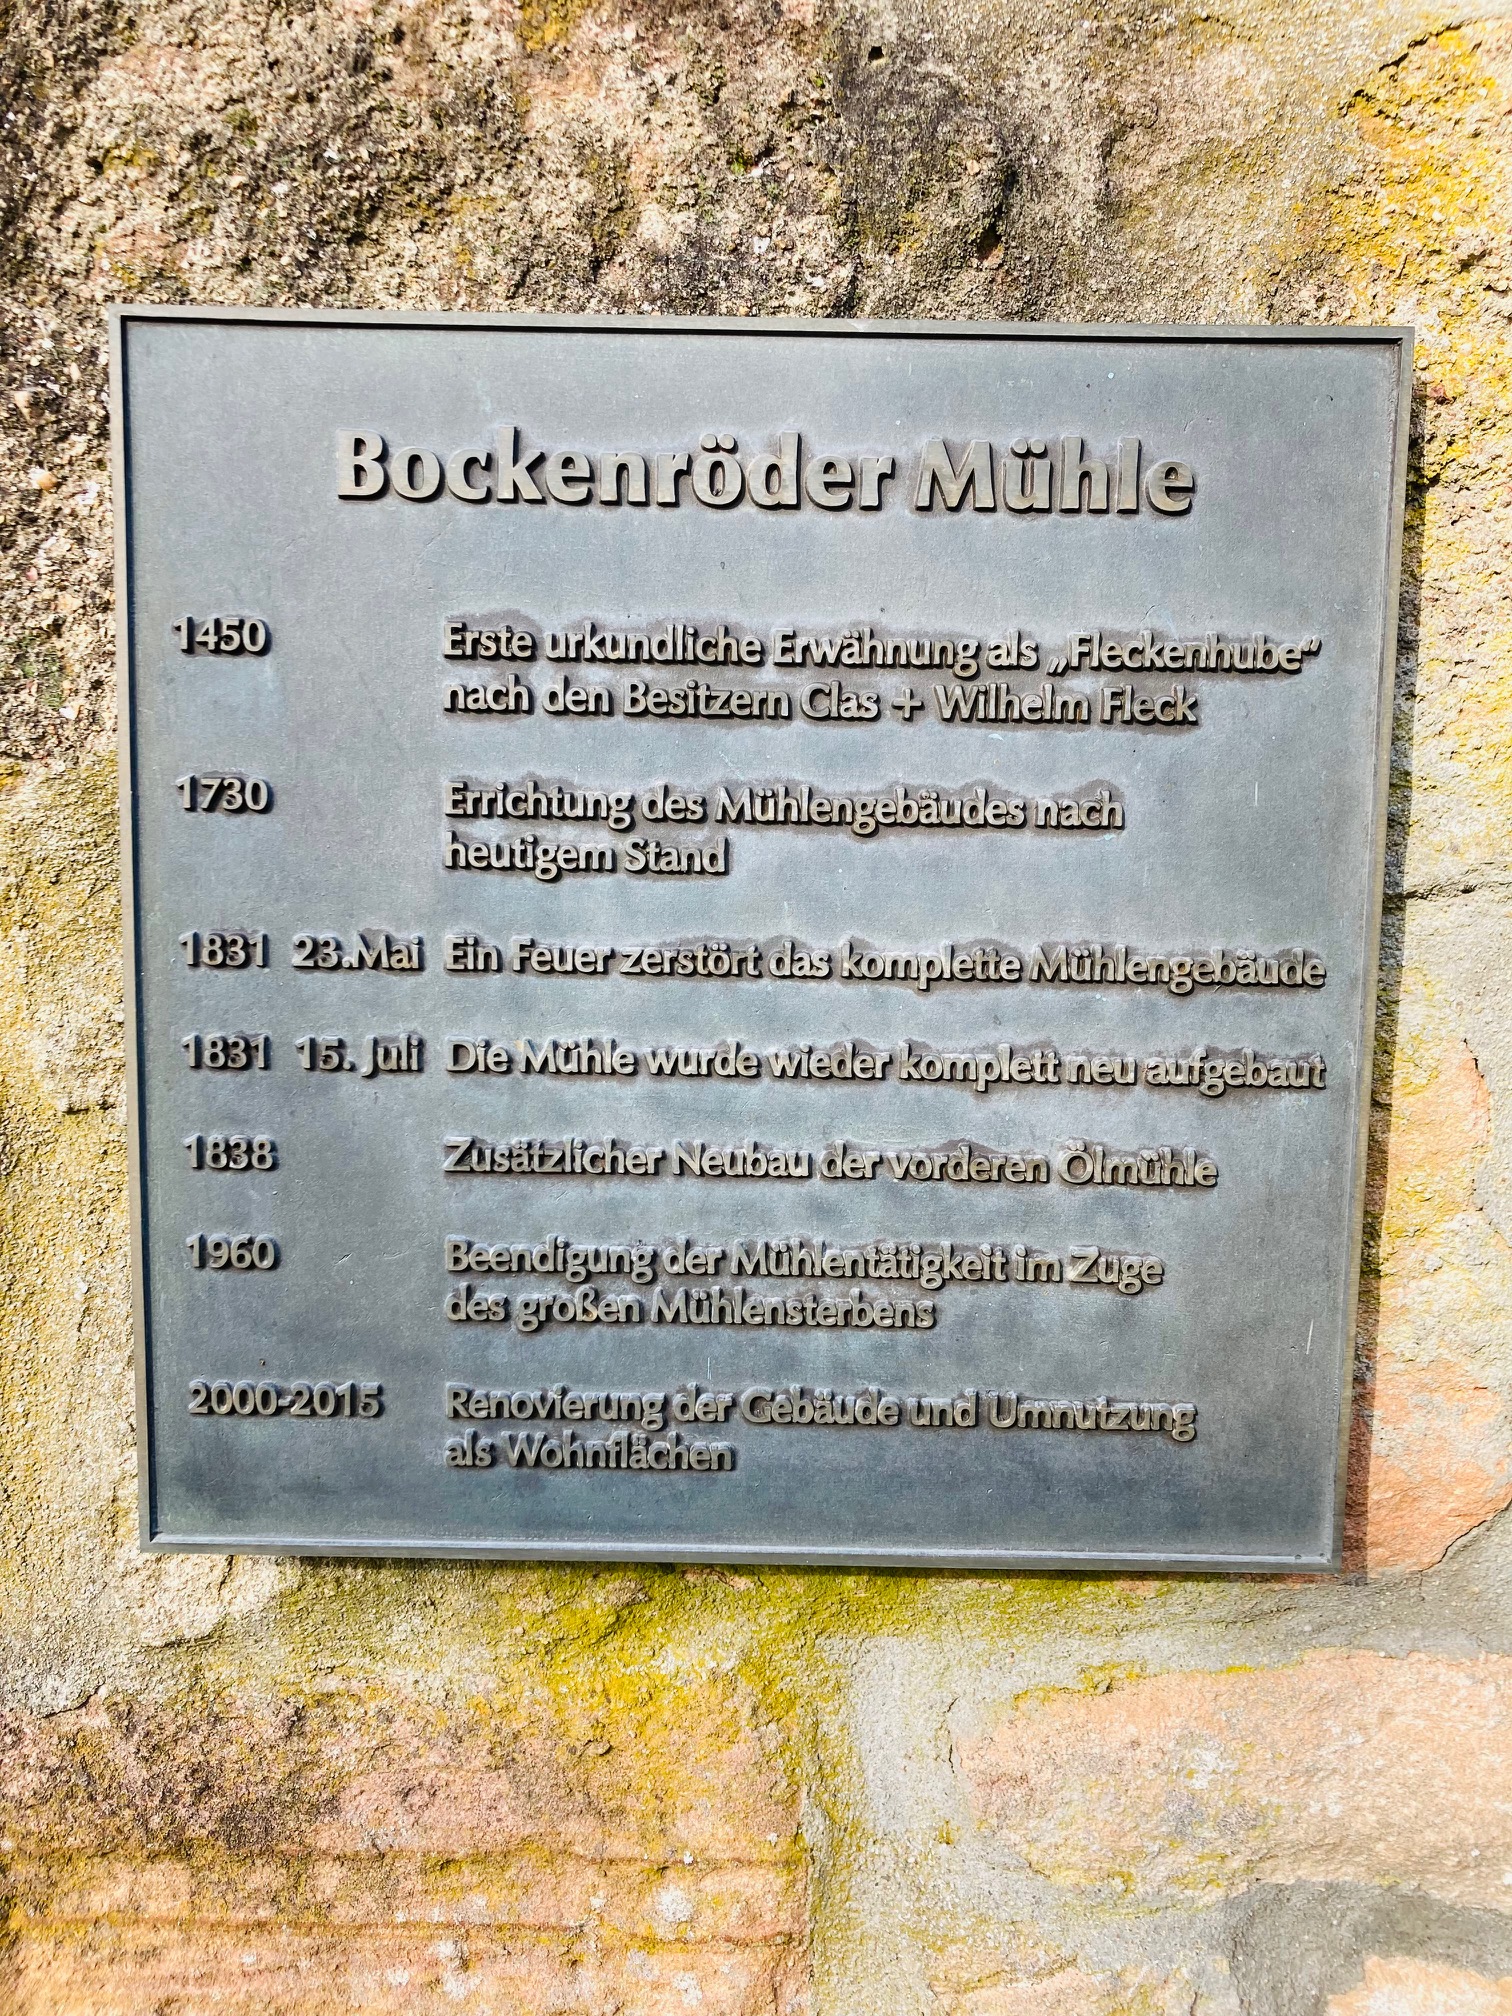 Bockenröder Mühle
1450 Erste urkundliche Erwähnung als „Fleckenhube“
nach den Besitzern Clas + Wilhelm Fleck
1730 Errichtung des Mühlengebäudes nach
heutigem Stand
1831 23.Mai Ein Feuer zerstört das komplette Mühlengebäude
1831 15. Juli Die Mühle wurde wieder komplett neu aufgebaut
1838 Zusätzlicher Neubau der vorderen Ölmühle
1960 Beendigung der Mühlentätigkeit im Zuge
des großen Mühlensterbens
2000-2015 Renovierung der Gebäude und Umnutzung
als Wohnflächen